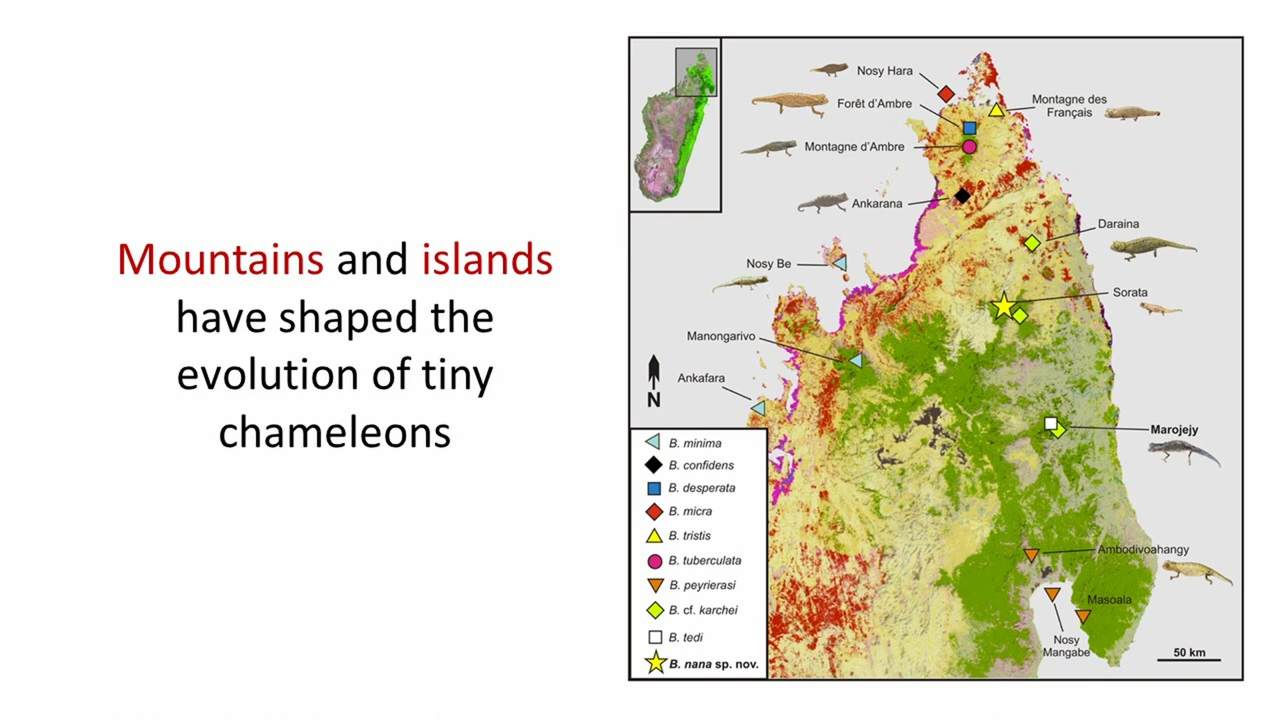 Mountains and islands
have shaped the
evolution of tiny
chameleons
Nosy Hara
Forêt d'Ambre
Montagne des
Français
Montagne d'Ambre
Ankarana
Daraina
Nosy Be
Sorata
Manongarivo
Ankafara
N
Marojejy
Ambodivoahangy
Masoala
Nosy
Mangabe
50 km
B. minima
B. confidens
B. desperata
B. micra
B. tristis
B. tuberculata
B. peyrierasi
B. cf. karchei
B. tedi
B. nana sp. nov.